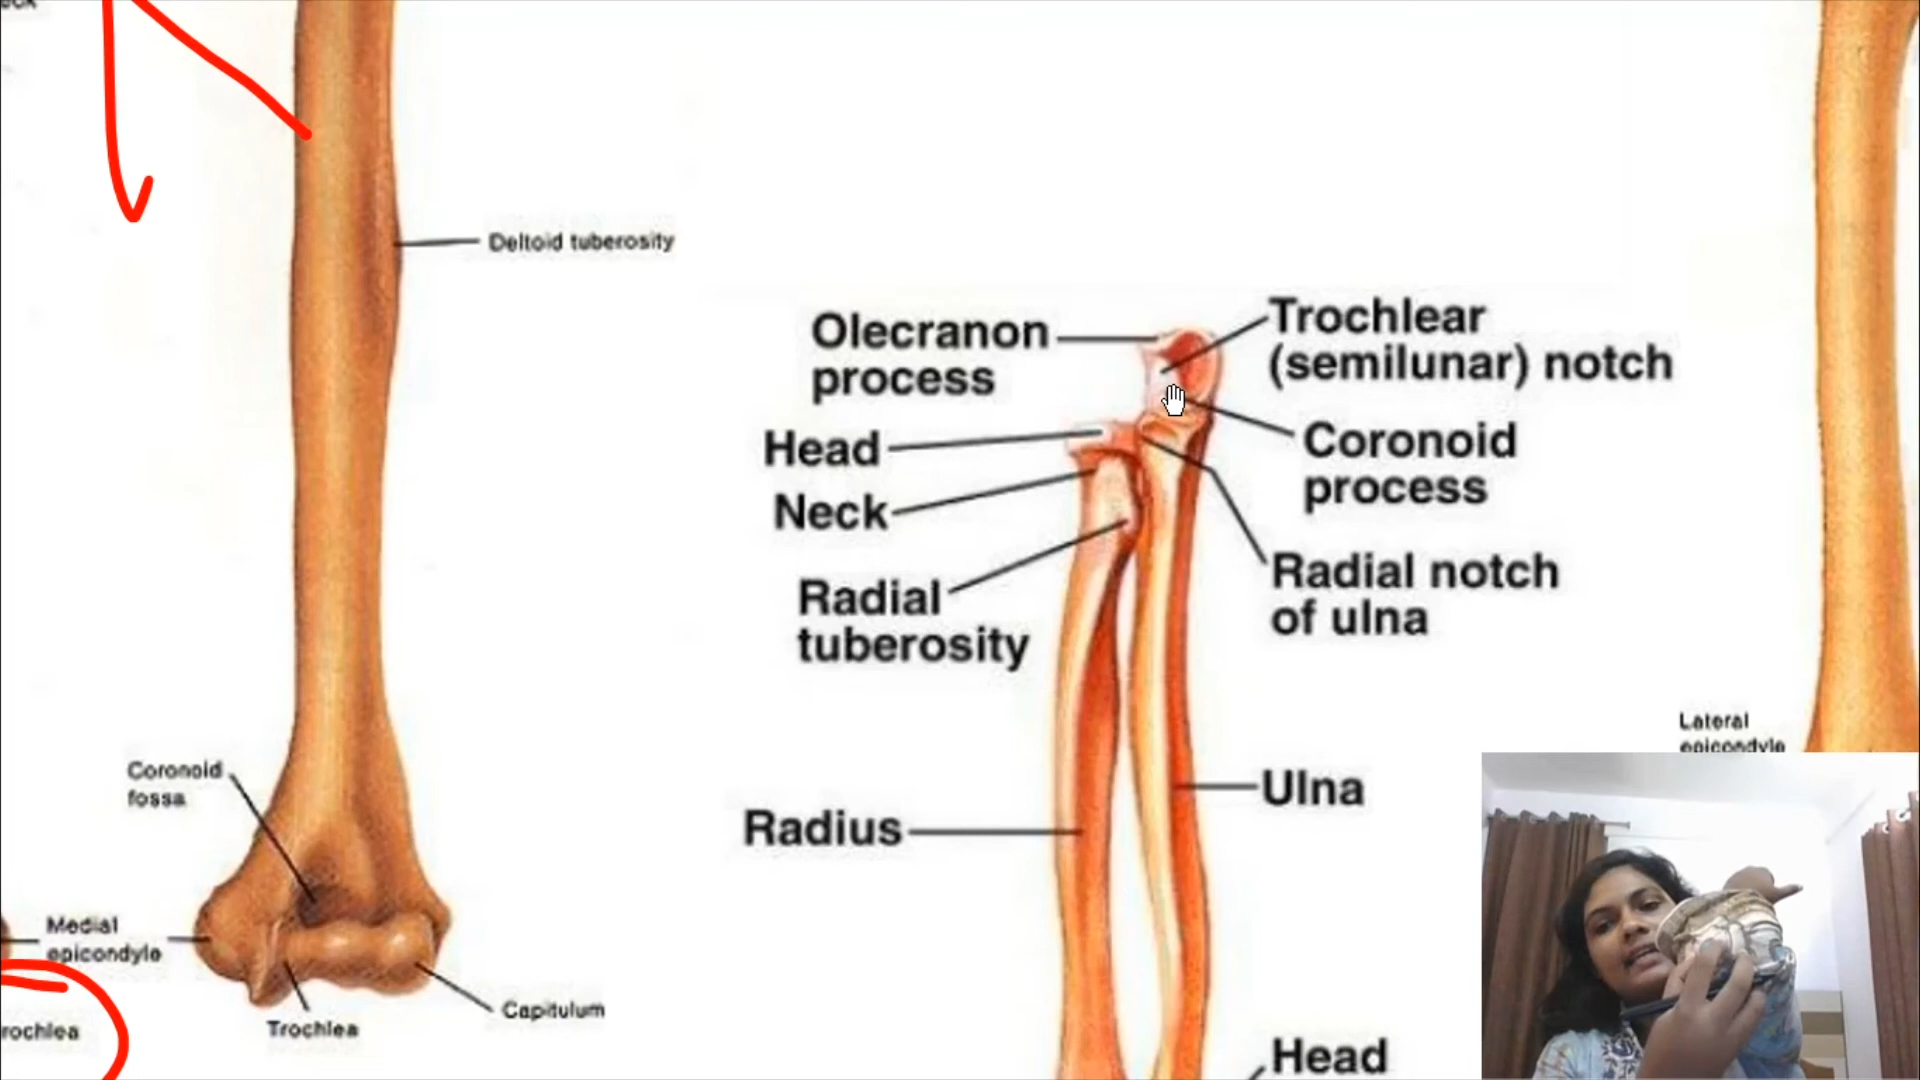 Deltoid tuberosity
Olecranon
process
Trochlear
(semilunar) notch
Head
Coronoid
process
Neck
Radial
tuberosity
Radial notch
of ulna
Lateral
epicondyle
Coronoid
fossa
Ulna
Radius
Medial
epicondyle
Capitulum
rochlea
Trochlea
Head